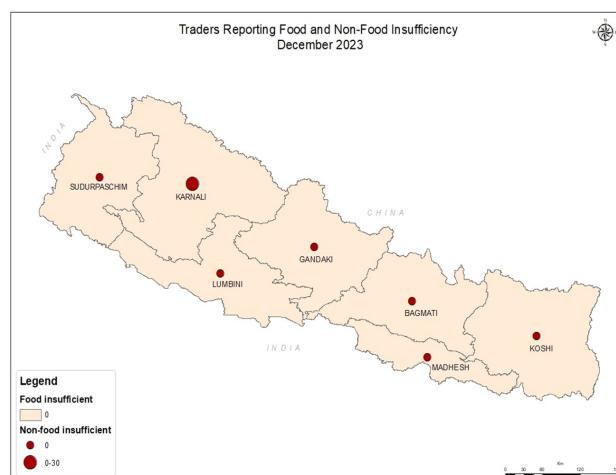 Traders Reporting Food and Non-Food Insufficiency
December 2023
N
INDIA
SUDURPASCHIM
KARNALI
CHINA
GANDAKI
LUMBINI
BAGMATI
KOSHI
INDIA
MADHESH
Legend
Food insufficient
0
Non-food insufficient
0
0-30
Km
0 30 60 120